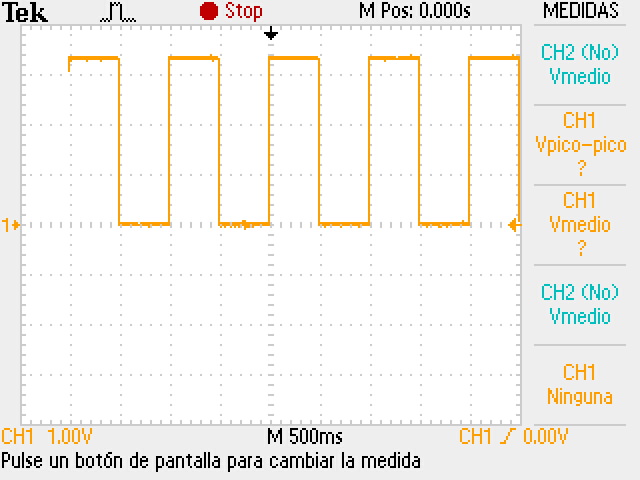 Tek Stop M Pos: 0.000s MEDIDAS
CH2 (No)
Vmedio
CH1
Vpico-pico
?
CH1
Vmedio
?
CH2 (No)
Vmedio
CH1
Ninguna
1
CH1 1.00V M 500ms CH1 0.00V
Pulse un botón de pantalla para cambiar la medida